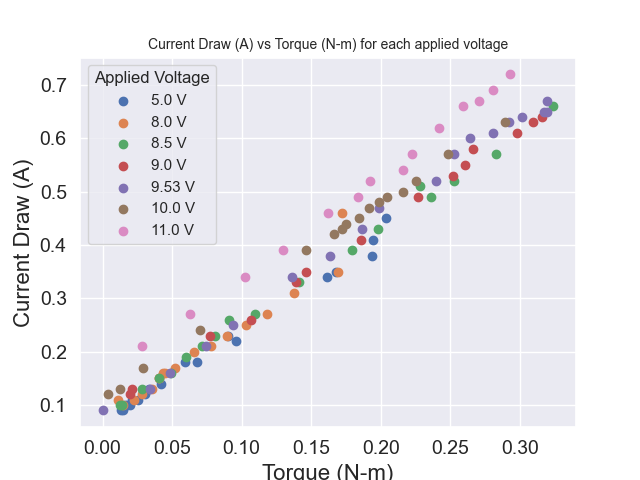 Current Draw (A) vs Torque (N-m) for each applied voltage
Current Draw (A)
0.7
0.6
0.5
0.4
0.3
0.2
0.1
Applied Voltage
5.0 V
8.0 V
8.5 V
9.0 V
9.53 V
10.0 V
11.0 V
0.00 0.05 0.10 0.15 0.20 0.25 0.30
Torque (N-m)